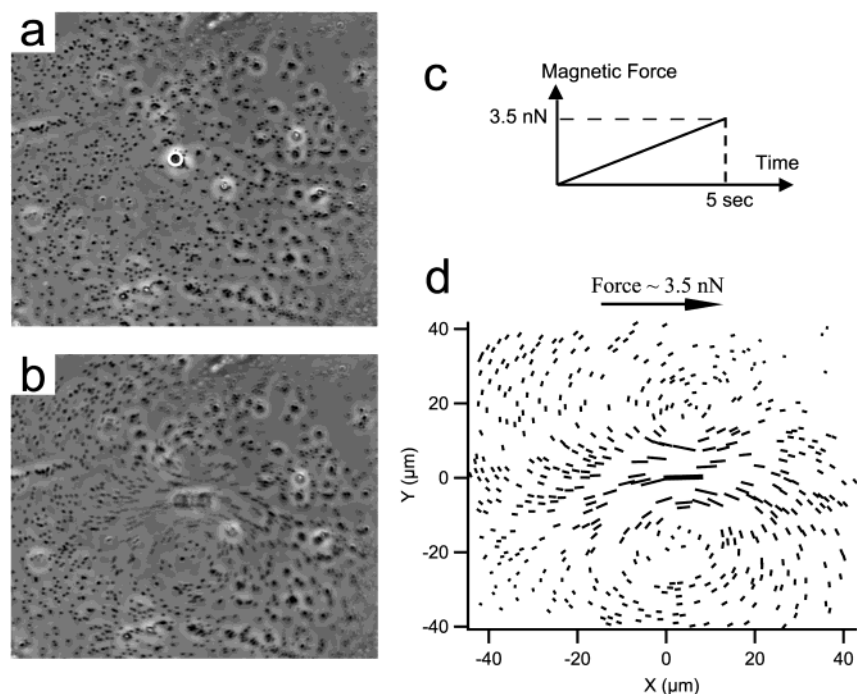 a
b
c
Magnetic Force
3.5 nN
Time
5 sec
d
Force ~ 3.5 nN
40
20
0
-20
-40
Y (µm)
-40 -20 0 20 40
X (µm)